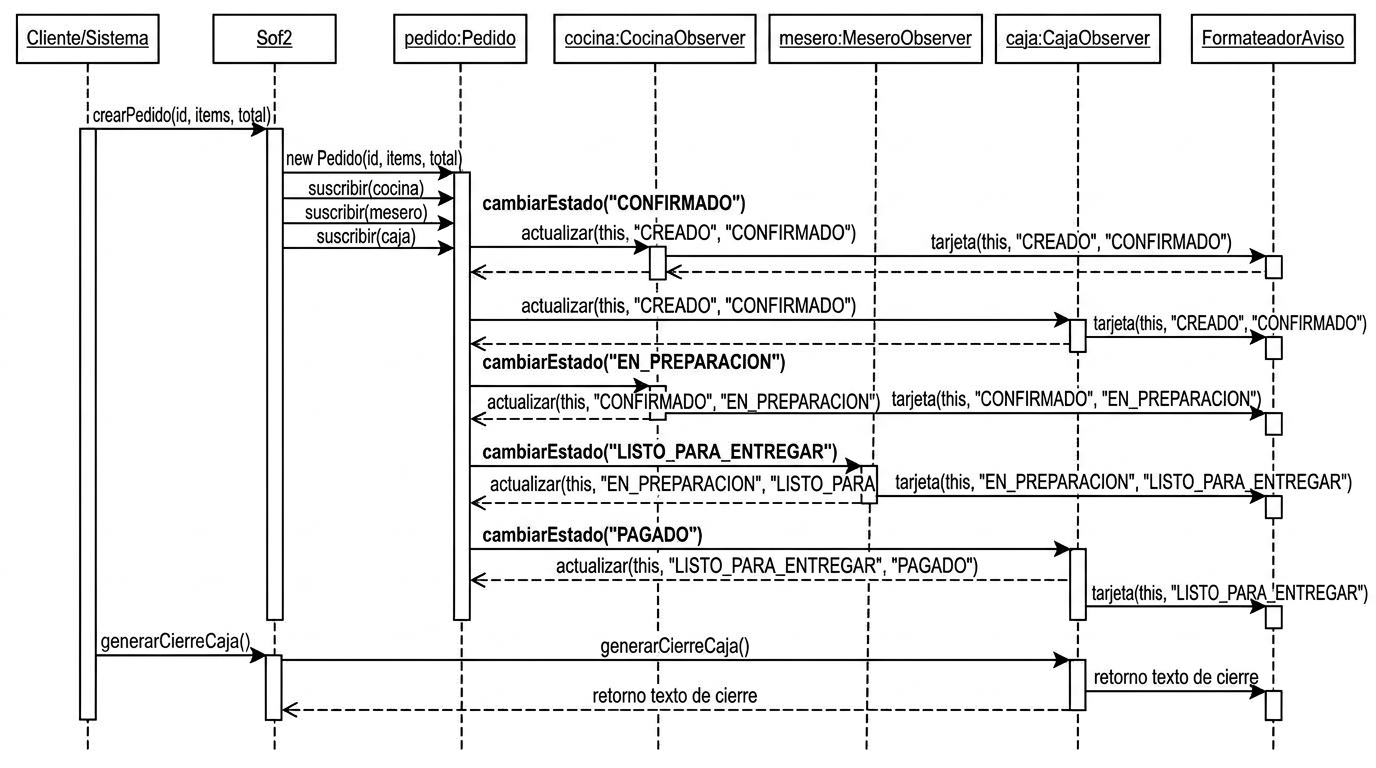 Cliente/Sistema
Sof2
pedido:Pedido
cocina:CocinaObserver
mesero:MeseroObserver
caja:CajaObserver
FormateadorAviso
crearPedido(id, items, total)
new Pedido(id, items, total)
suscribir(cocina)
suscribir(mesero)
suscribir(caja)
cambiarEstado("CONFIRMADO")
actualizar(this, "CREADO", "CONFIRMADO")
tarjeta(this, "CREADO", "CONFIRMADO")
actualizar(this, "CREADO", "CONFIRMADO")
tarjeta(this, "CREADO", "CONFIRMADO")
cambiarEstado("EN_PREPARACION")
actualizar(this, "CONFIRMADO", "EN_PREPARACION")
tarjeta(this, "CONFIRMADO", "EN_PREPARACION")
cambiarEstado("LISTO_PARA_ENTREGAR")
actualizar(this, "EN_PREPARACION", "LISTO_PARA
tarjeta(this, "EN_PREPARACION", "LISTO_PARA_ENTREGAR")
cambiarEstado("PAGADO")
actualizar(this, "LISTO_PARA_ENTREGAR", "PAGADO")
tarjeta(this, "LISTO_PARA_ENTREGAR")
generarCierreCaja()
generarCierreCaja()
retorno texto de cierre
retorno texto de cierre